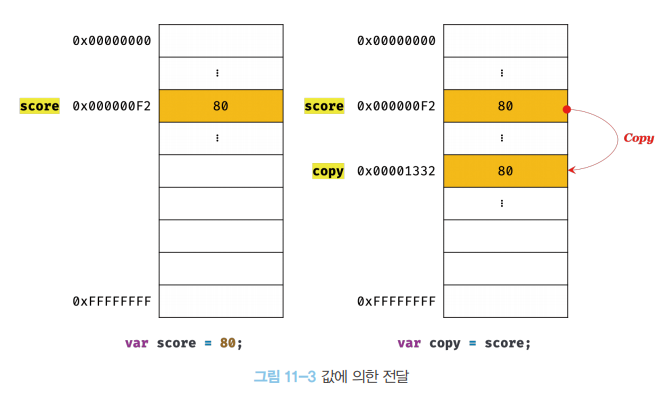 0x00000000
⋮
score 0x000000F2 80
⋮
0xFFFFFFFF
var score = 80;
0x00000000
⋮
score 0x000000F2 80
Copy
⋮
copy 0x00001332 80
⋮
0xFFFFFFFF
var copy = score;
그림 11-3 값에 의한 전달